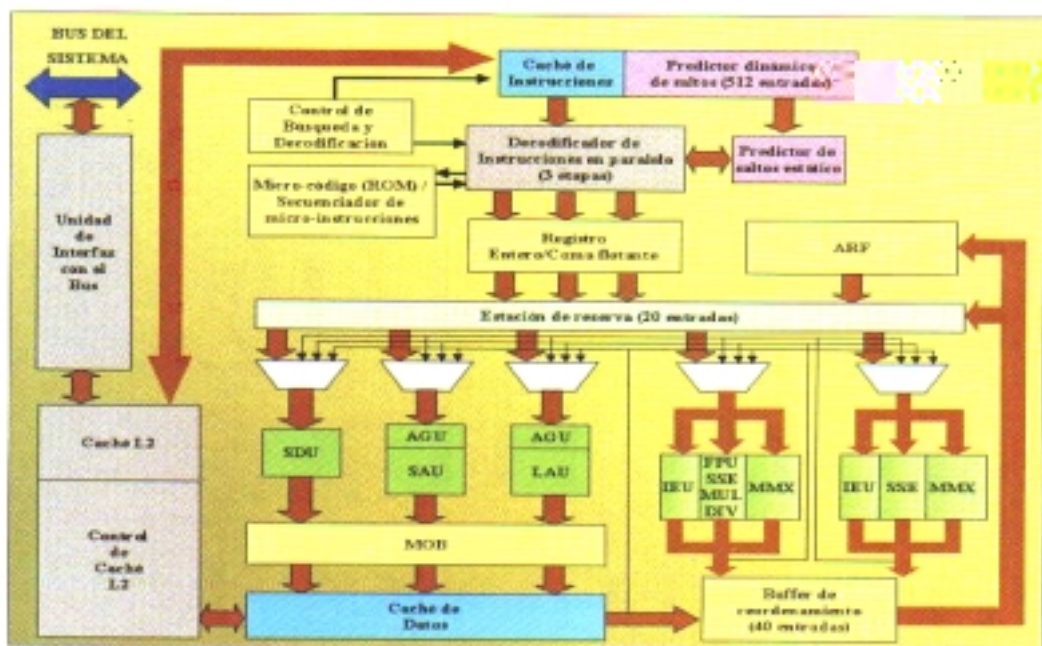 BUS DEL
SISTEMA
Caché de
Instrucciones
Predictor dinámico
de saltos (512 entradas)
Control de
Búsqueda y
Decodificación
Decodificador de
Instrucciones en paralelo
(3 etapas)
Predictor de
saltos estático
Micro-código (ROM) /
Secuenciador de
micro-instrucciones
Unidad
de
Interfaz
con el
Bus
Registro
Entero/Coma flotante
ARF
Estación de reserva (20 entradas)
SDU
AGU
SAU
AGU
LAU
IEU
FPU
SSE
MUL
DIV
MMX
IEU
SSE
MMX
Caché L2
Control
de
Caché
L2
MOB
Caché de
Datos
Buffer de
reordenamiento
(40 entradas)